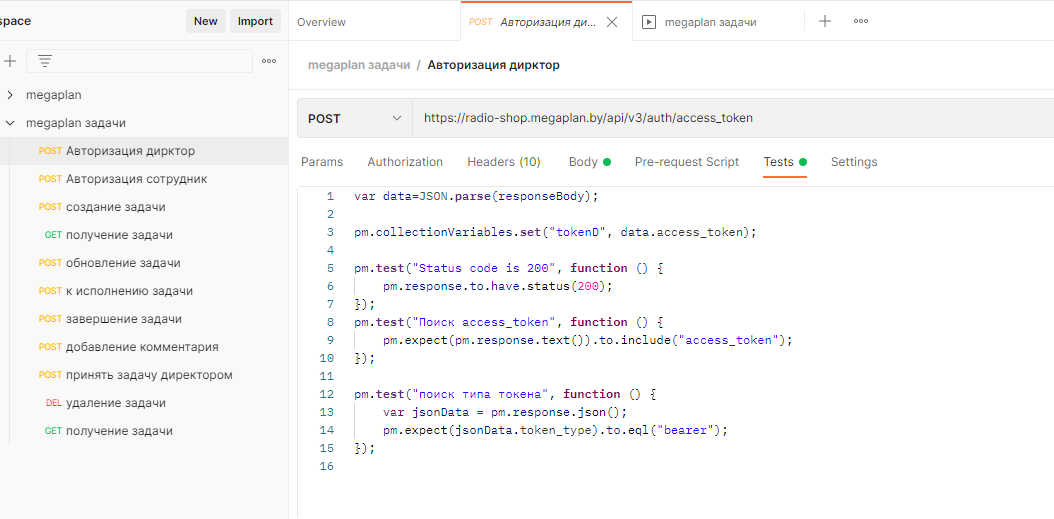 space
New
Import
megaplan
megaplan задачи
POST Авторизация дирктор
POST Авторизация сотрудник
POST создание задачи
GET получение задачи
POST обновление задачи
POST к исполнению задачи
POST завершение задачи
POST добавление комментария
POST принять задачу директором
DEL удаление задачи
GET получение задачи
Overview
POST Авторизация ди...
megaplan задачи
megaplan задачи / Авторизация дирктор
POST
https://radio-shop.megaplan.by/api/v3/auth/access_token
Params Authorization Headers (10) Body Pre-request Script Tests Settings
1 var data=JSON.parse(responseBody);
2
3 pm.collectionVariables.set("tokenD", data.access_token);
4
5 pm.test("Status code is 200", function () {
6 pm.response.to.have.status(200);
7 });
8 pm.test("Поиск access_token", function () {
9 pm.expect(pm.response.text()).to.include("access_token");
10 });
11
12 pm.test("поиск типа токена", function () {
13 var jsonData = pm.response.json();
14 pm.expect(jsonData.token_type).to.eql("bearer");
15 });
16